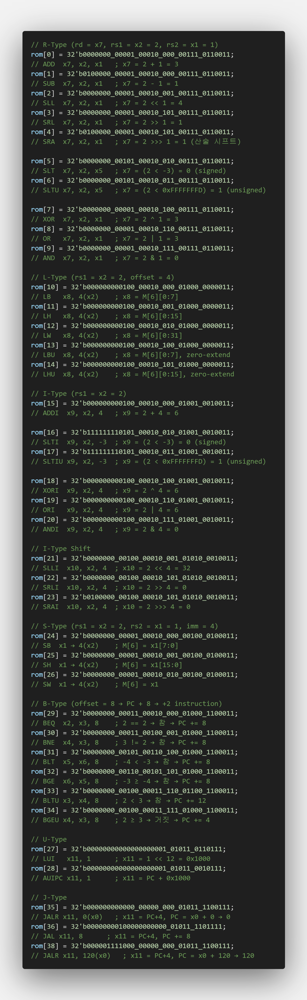 // R-Type (rd = x7, rs1 = x2 = 2, rs2 = x1 = 1)
rom[0] = 32'b0000000_00001_00010_000_00111_0110011;
// ADD  x7, x2, x1   ; x7 = 2 + 1 = 3
rom[1] = 32'b0100000_00001_00010_000_00111_0110011;
// SUB  x7, x2, x1   ; x7 = 2 - 1 = 1
rom[2] = 32'b0000000_00001_00010_001_00111_0110011;
// SLL  x7, x2, x1   ; x7 = 2 << 1 = 4
rom[3] = 32'b0000000_00001_00010_101_00111_0110011;
// SRL  x7, x2, x1   ; x7 = 2 >> 1 = 1
rom[4] = 32'b0100000_00001_00010_101_00111_0110011;
// SRA  x7, x2, x1   ; x7 = 2 >>> 1 = 1 (산술 시프트)
rom[5] = 32'b0000000_00101_00010_010_00111_0110011;
// SLT  x7, x2, x5   ; x7 = (2 < -3) = 0 (signed)
rom[6] = 32'b0000000_00101_00010_011_00111_0110011;
// SLTU x7, x2, x5   ; x7 = (2 < 0xFFFFFFFD) = 1 (unsigned)
rom[7] = 32'b0000000_00001_00010_100_00111_0110011;
// XOR  x7, x2, x1   ; x7 = 2 ^ 1 = 3
rom[8] = 32'b0000000_00001_00010_110_00111_0110011;
// OR   x7, x2, x1   ; x7 = 2 | 1 = 3
rom[9] = 32'b0000000_00001_00010_111_00111_0110011;
// AND  x7, x2, x1   ; x7 = 2 & 1 = 0
// L-Type (rs1 = x2 = 2, offset = 4)
rom[10] = 32'b000000000100_00010_000_01000_0000011;
// LB   x8, 4(x2)    ; x8 = M[6][0:7]
rom[11] = 32'b000000000100_00010_001_01000_0000011;
// LH   x8, 4(x2)    ; x8 = M[6][0:15]
rom[12] = 32'b000000000100_00010_010_01000_0000011;
// LW   x8, 4(x2)    ; x8 = M[6][0:31]
rom[13] = 32'b000000000100_00010_100_01000_0000011;
// LBU  x8, 4(x2)    ; x8 = M[6][0:7], zero-extend
rom[14] = 32'b000000000100_00010_101_01000_0000011;
// LHU  x8, 4(x2)    ; x8 = M[6][0:15], zero-extend
// I-Type (rs1 = x2 = 2)
rom[15] = 32'b000000000100_00010_000_01001_0010011;
// ADDI  x9, x2, 4   ; x9 = 2 + 4 = 6
rom[16] = 32'b111111110101_00010_010_01001_0010011;
// SLTI  x9, x2, -3  ; x9 = (2 < -3) = 0 (signed)
rom[17] = 32'b111111110101_00010_011_01001_0010011;
// SLTIU x9, x2, -3  ; x9 = (2 < 0xFFFFFFFD) = 1 (unsigned)
rom[18] = 32'b000000000100_00010_100_01001_0010011;
// XORI  x9, x2, 4   ; x9 = 2 ^ 4 = 6
rom[19] = 32'b000000000100_00010_110_01001_0010011;
// ORI   x9, x2, 4   ; x9 = 2 | 4 = 6
rom[20] = 32'b000000000100_00010_111_01001_0010011;
// ANDI  x9, x2, 4   ; x9 = 2 & 4 = 0
// I-Type Shift
rom[21] = 32'b0000000_00100_00010_001_01010_0010011;
// SLLI  x10, x2, 4  ; x10 = 2 << 4 = 32
rom[22] = 32'b0000000_00100_00010_101_01010_0010011;
// SRLI  x10, x2, 4  ; x10 = 2 >> 4 = 0
rom[23] = 32'b0100000_00100_00010_101_01010_0010011;
// SRAI  x10, x2, 4  ; x10 = 2 >>> 4 = 0
// S-Type (rs1 = x2 = 2, rs2 = x1 = 1, imm = 4)
rom[24] = 32'b0000000_00001_00010_000_00100_0100011;
// SB  x1 → 4(x2)    ; M[6] = x1[7:0]
rom[25] = 32'b0000000_00001_00010_001_00100_0100011;
// SH  x1 → 4(x2)    ; M[6] = x1[15:0]
rom[26] = 32'b0000000_00001_00010_010_00100_0100011;
// SW  x1 → 4(x2)    ; M[6] = x1
// B-Type (offset = 8 → PC + 8 → +2 instruction)
rom[29] = 32'b0000000_00011_00010_000_01000_1100011;
// BEQ  x2, x3, 8    ; 2 == 2 → 참 → PC += 8
rom[30] = 32'b0000000_00011_00100_001_01000_1100011;
// BNE  x4, x3, 8    ; 3 != 2 → 참 → PC += 8
rom[31] = 32'b0000000_00101_00110_100_01000_1100011;
// BLT  x5, x6, 8    ; -4 < -3 → 참 → PC += 8
rom[32] = 32'b0000000_00110_00101_101_01000_1100011;
// BGE  x6, x5, 8    ; -3 ≥ -4 → 참 → PC += 8
rom[33] = 32'b0000000_00100_00011_110_01100_1100011;
// BLTU x3, x4, 8    ; 2 < 3 → 참 → PC += 12
rom[34] = 32'b0000000_00100_00011_111_01000_1100011;
// BGEU x4, x3, 8    ; 2 ≥ 3 → 거짓 → PC += 4
// U-Type
rom[27] = 32'b00000000000000000001_01011_0110111;
// LUI   x11, 1      ; x11 = 1 << 12 = 0x1000
rom[28] = 32'b00000000000000000001_01011_0010111;
// AUIPC x11, 1      ; x11 = PC + 0x1000
// J-Type
rom[35] = 32'b000000000000_00000_000_01011_1100111;
// JALR x11, 0(x0)   ; x11 = PC+4, PC = x0 + 0 → 0
rom[36] = 32'b00000000100000000000_01011_1101111;
// JAL x11, 8      ; x11 = PC+4, PC += 8
rom[38] = 32'b000001111000_00000_000_01011_1100111;
// JALR x11, 120(x0)   ; x11 = PC+4, PC = x0 + 120 → 120